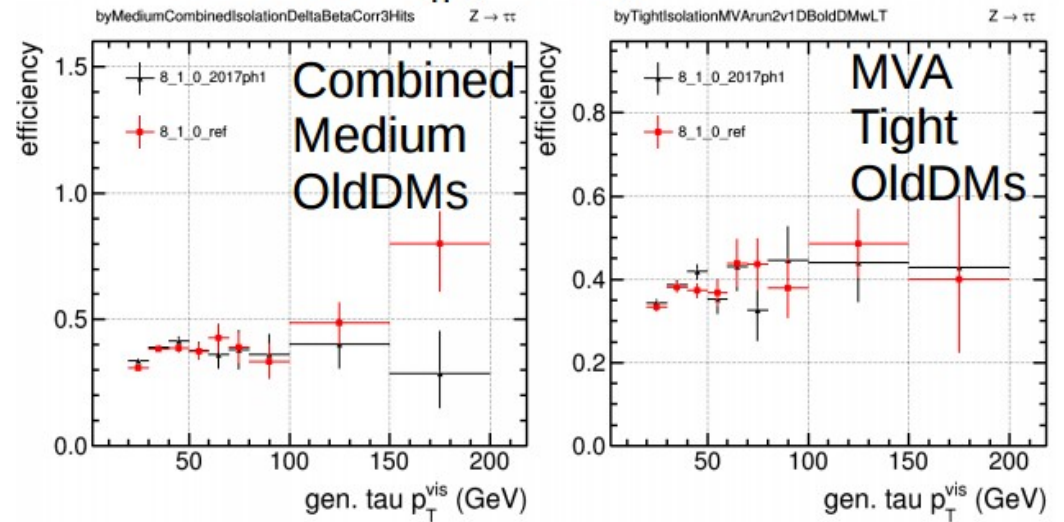 byMediumCombinedIsolationDeltaBetaCorr3Hits Z → ττ
efficiency
1.5
1.0
0.5
0.0
8_1_0_2017ph1
8_1_0_ref
Combined
Medium
OldDMs
50 100 150 200
gen. tau p_T^vis (GeV)
byTightIsolationMVArun2v1DBoldDMwLT Z → ττ
efficiency
0.8
0.6
0.4
0.2
0.0
8_1_0_2017ph1
8_1_0_ref
MVA
Tight
OldDMs
50 100 150 200
gen. tau p_T^vis (GeV)